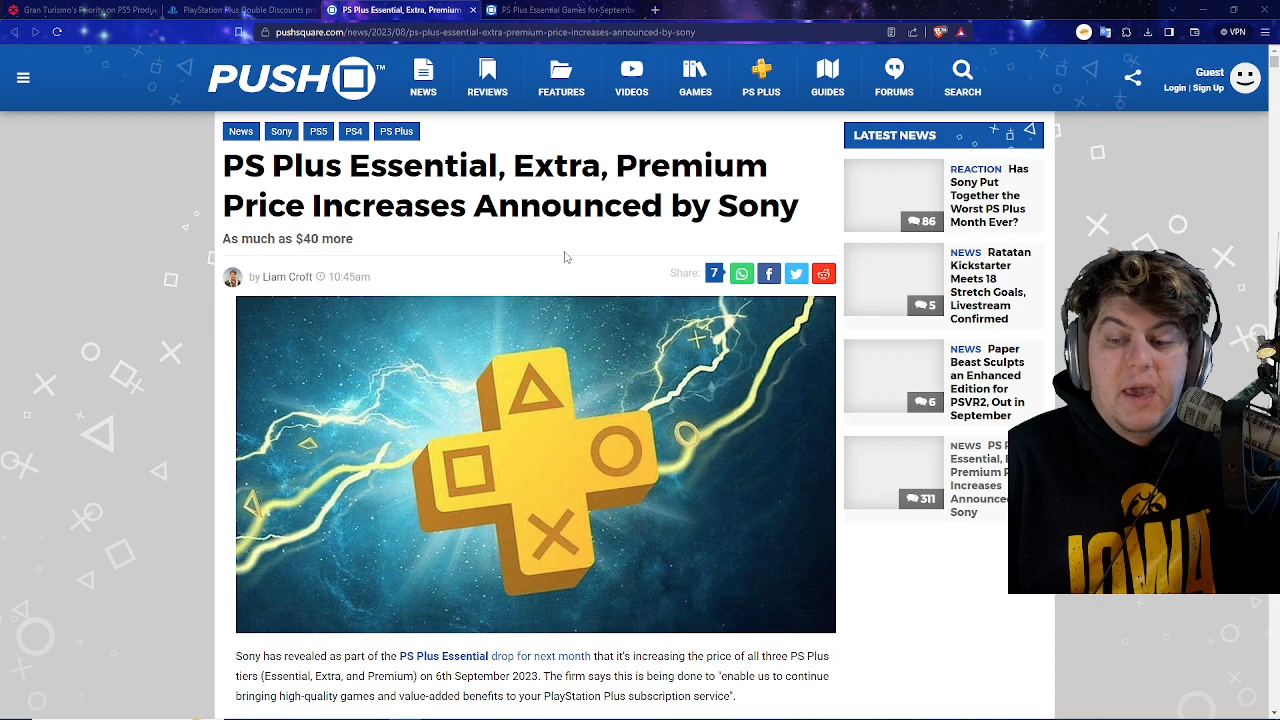 Gran Turismo's Priority on PS5 Produ
PlayStation Plus Double Discounts pro
PS Plus Essential, Extra, Premium
PS Plus Essential Games for September
pushsquare.com/news/2023/08/ps-plus-essential-extra-premium-price-increases-announced-by-sony
VPN
PUSH
TM
NEWS
REVIEWS
FEATURES
VIDEOS
GAMES
PS PLUS
GUIDES
FORUMS
SEARCH
Guest
Login | Sign Up
News
Sony
PS5
PS4
PS Plus
PS Plus Essential, Extra, Premium
Price Increases Announced by Sony
As much as $40 more
by Liam Croft 10:45am
Share:
7
Sony has revealed as part of the PS Plus Essential drop for next month that it's increasing the price of all three PS Plus
tiers (Essential, Extra, and Premium) on 6th September 2023. The firm says this is being done to "enable us to continue
bringing high-quality games and value-added benefits to your PlayStation Plus subscription service".
LATEST NEWS
REACTION Has
Sony Put
Together the
Worst PS Plus
Month Ever?
86
NEWS Ratatan
Kickstarter
Meets 18
Stretch Goals,
Livestream
Confirmed
5
NEWS Paper
Beast Sculpts
an Enhanced
Edition for
PSVR2, Out in
September
6
NEWS PS P
Essential, E
Premium P
Increases
Announced
Sony
311
IOWA